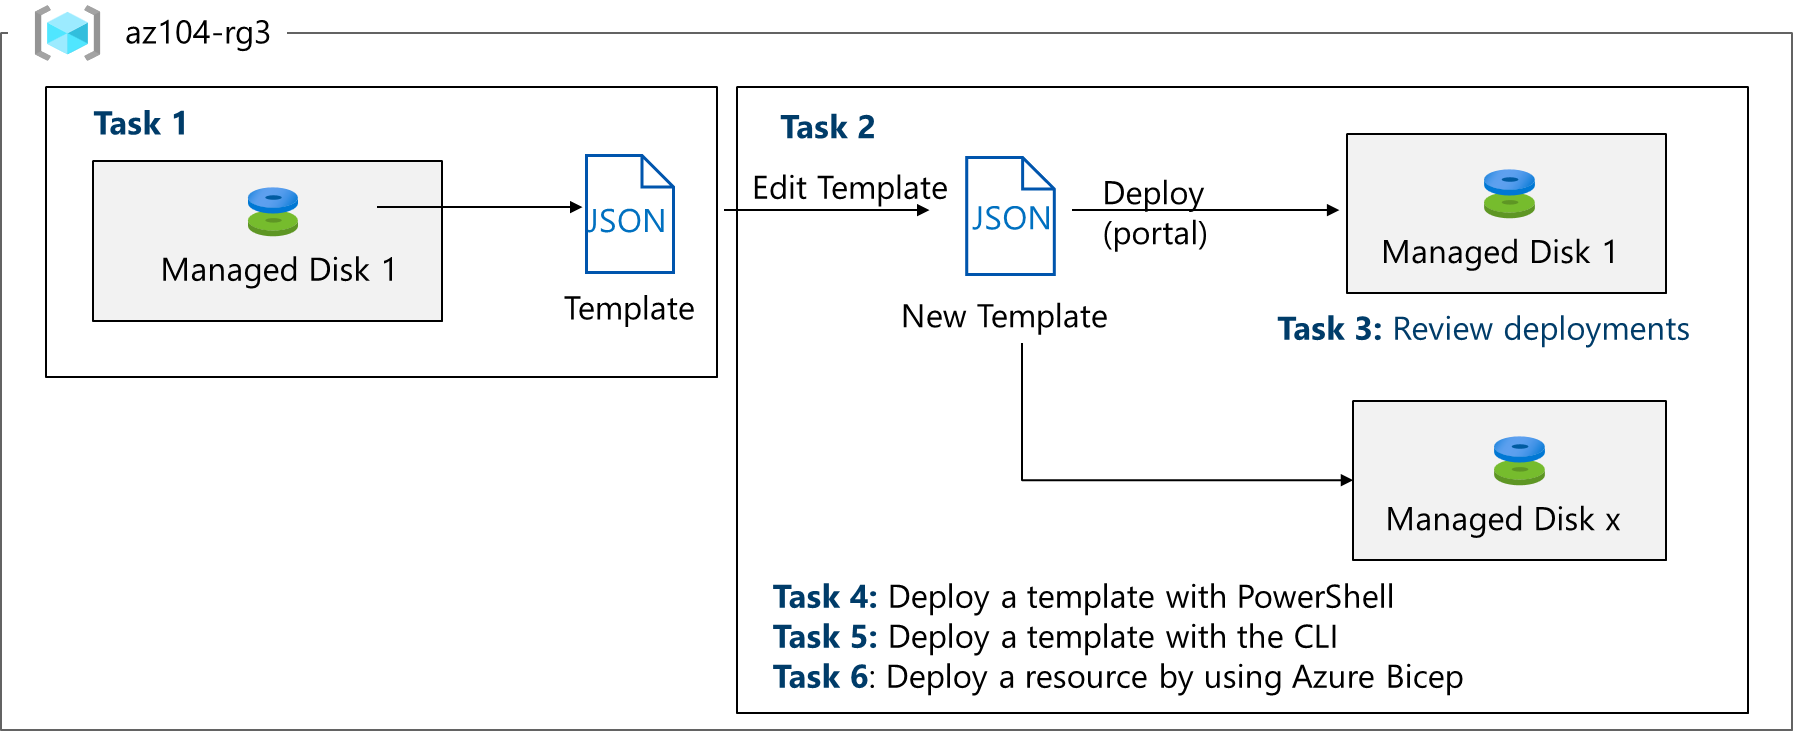 az104-rg3
Task 1
Managed Disk 1
JSON
Template
Task 2
Edit Template
JSON
New Template
Deploy
(portal)
Managed Disk 1
Task 3: Review deployments
Managed Disk x
Task 4: Deploy a template with PowerShell
Task 5: Deploy a template with the CLI
Task 6: Deploy a resource by using Azure Bicep